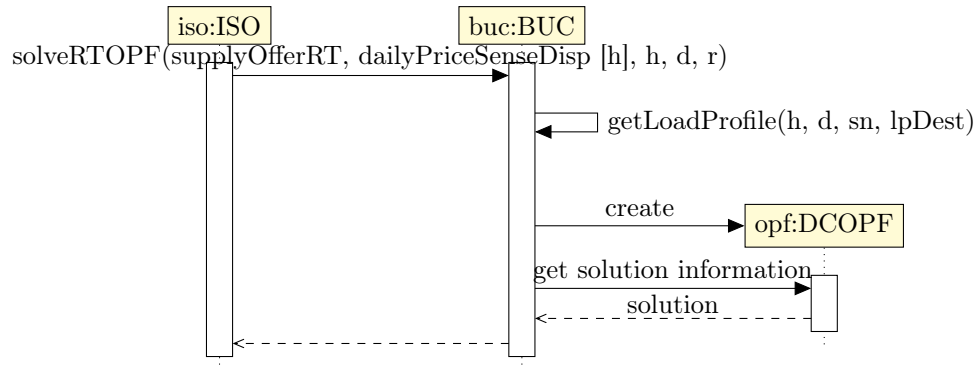 iso:ISO
buc:BUC
solveRTOPF(supplyOfferRT, dailyPriceSenseDisp [h], h, d, r)
getLoadProfile(h, d, sn, lpDest)
create
opf:DCOPF
get solution information
solution